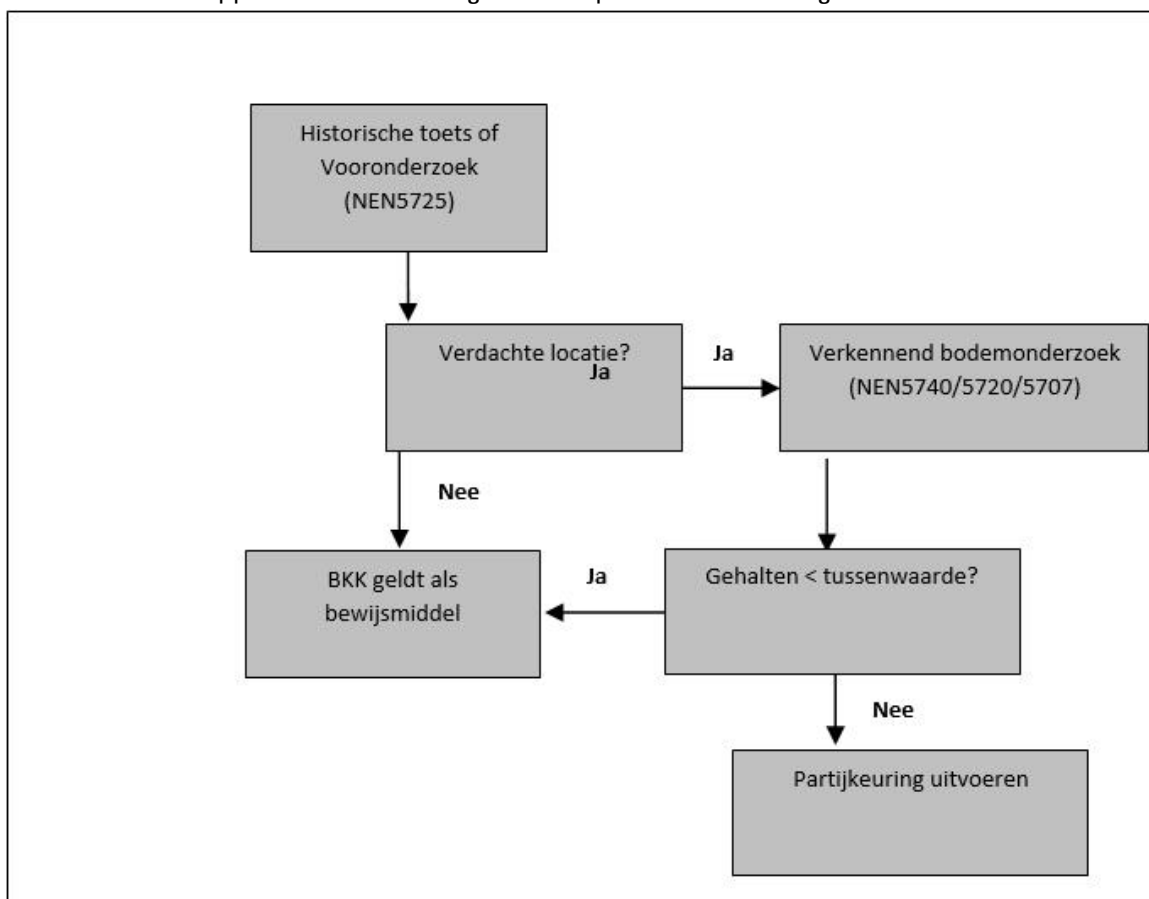 Historische toets of
Vooronderzoek
(NEN5725)
Verdachte locatie?
Ja
Ja
Verkennend bodemonderzoek
(NEN5740/5720/5707)
Nee
BKK geldt als
bewijsmiddel
Ja
Gehalten < tussenwaarde?
Nee
Partijkeuring uitvoeren